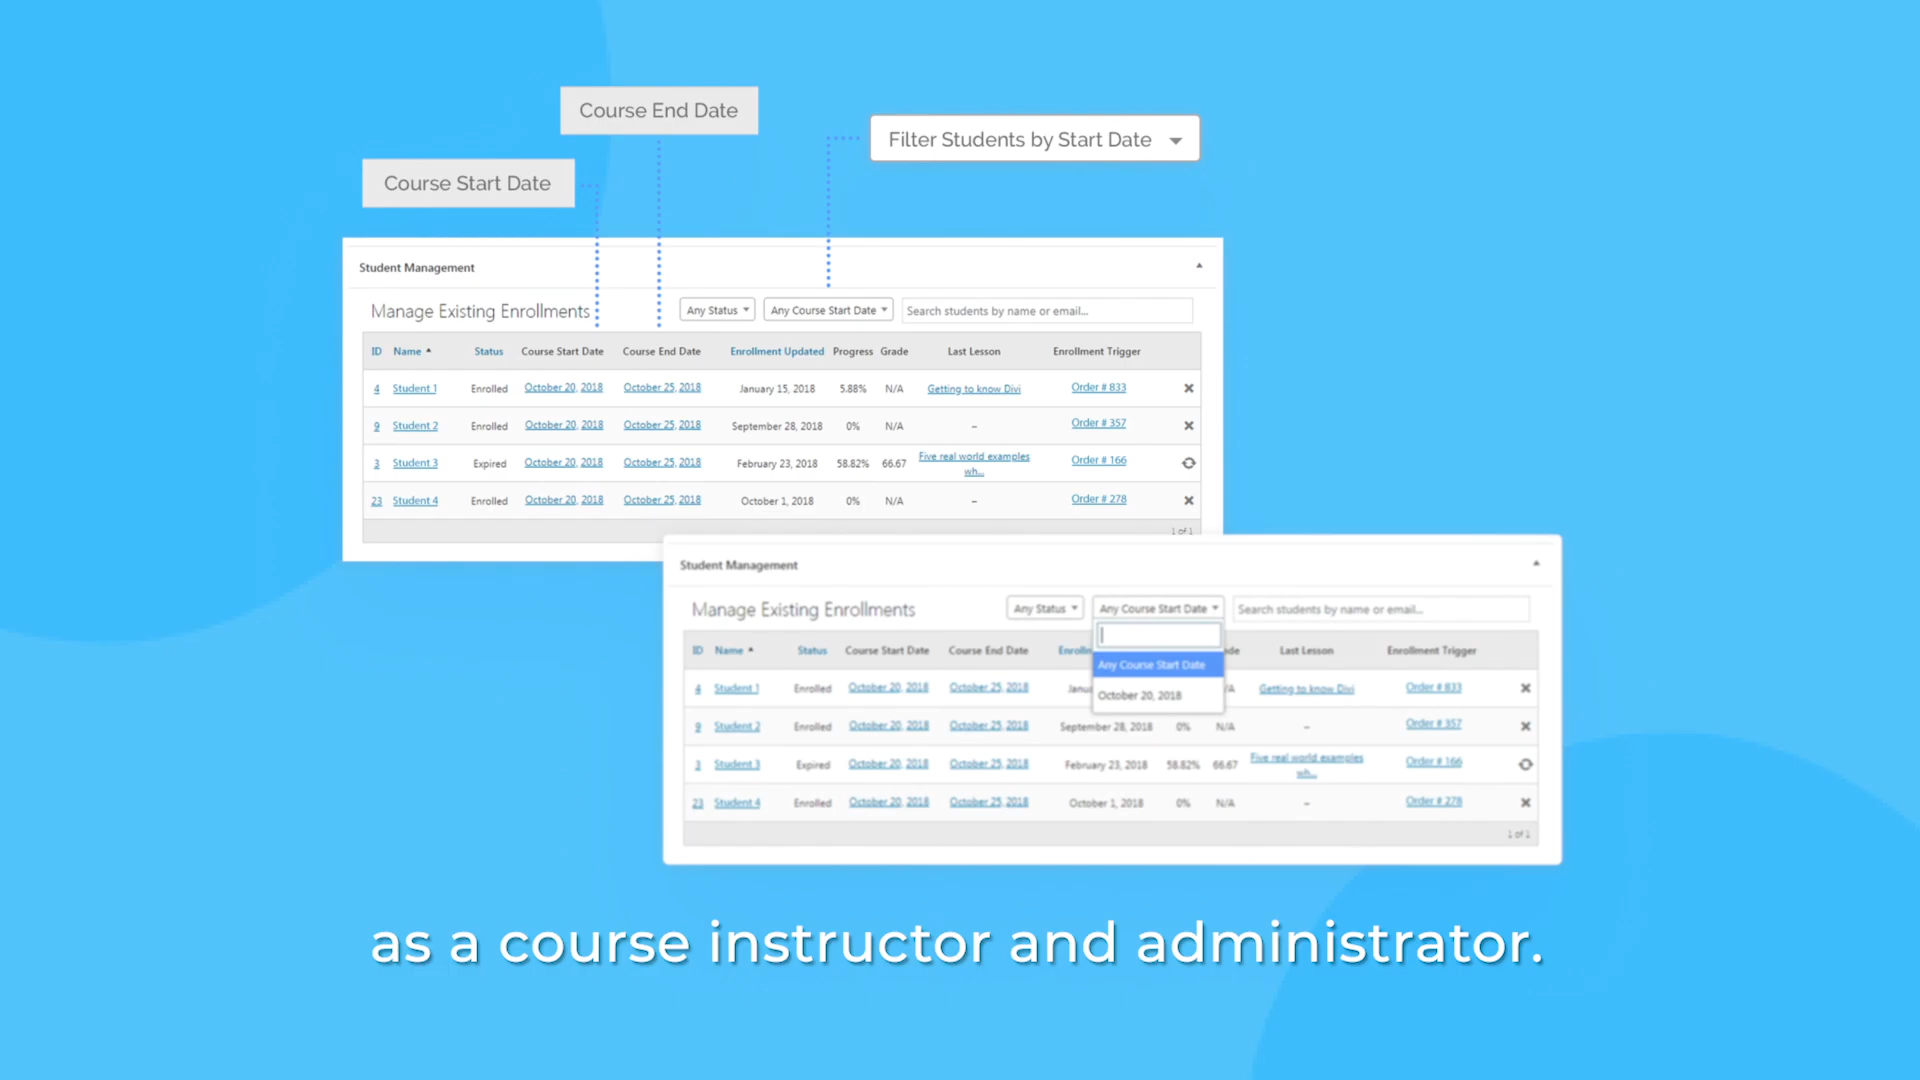 Course End Date
Filter Students by Start Date
Course Start Date
Student Management
Manage Existing Enrollments Any Status Any Course Start Date Search students by name or email...
ID Name Status Course Start Date Course End Date Enrollment Updated Progress Grade Last Lesson Enrollment Trigger
4 Student 1 Enrolled October 20, 2018 October 25, 2018 January 15, 2018 5.88% N/A Getting to know Divi Order # 833
9 Student 2 Enrolled October 20, 2018 October 25, 2018 September 28, 2018 0% N/A – Order # 357
3 Student 3 Expired October 20, 2018 October 25, 2018 February 23, 2018 58.82% 66.67 Five real world examples Order # 166
wh...
23 Student 4 Enrolled October 20, 2018 October 25, 2018 October 1, 2018 0% N/A – Order # 278
1 of 1
Student Management
Manage Existing Enrollments Any Status Any Course Start Date Search students by name or email...
ID Name Status Course Start Date Course End Date Enrolln de Last Lesson Enrollment Trigger
Any Course Start Date
4 Student 1 Enrolled October 20, 2018 October 25, 2018 Janu /A Getting to know Divi Order # 833
October 20, 2018
9 Student 2 Enrolled October 20, 2018 October 25, 2018 September 28, 2018 0% N/A – Order # 357
3 Student 3 Expired October 20, 2018 October 25, 2018 February 23, 2018 58.82% 66.67 Five real world examples Order # 166
wh...
23 Student 4 Enrolled October 20, 2018 October 25, 2018 October 1, 2018 0% N/A – Order # 278
1 of 1
as a course instructor and administrator.